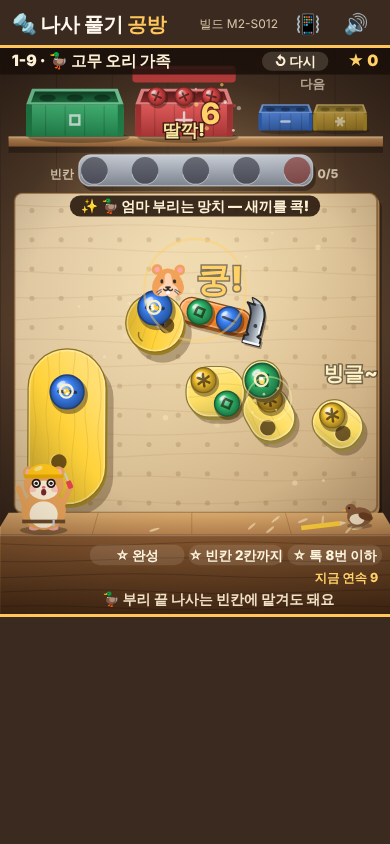 🔩 나사 풀기 공방 빌드 M2-S012 📳 🔊
1-9 · 🦆 고무 오리 가족 다시 ★ 0
다음
6
딸깍!
빈칸 0/5
✨ 🦆 엄마 부리는 망치 — 새끼를 콕!
쿵!
빙글~
☆ 완성 ☆ 빈칸 2칸까지 ☆ 톡 8번 이하
지금 연속 9
🦆 부리 끝 나사는 빈칸에 맡겨도 돼요